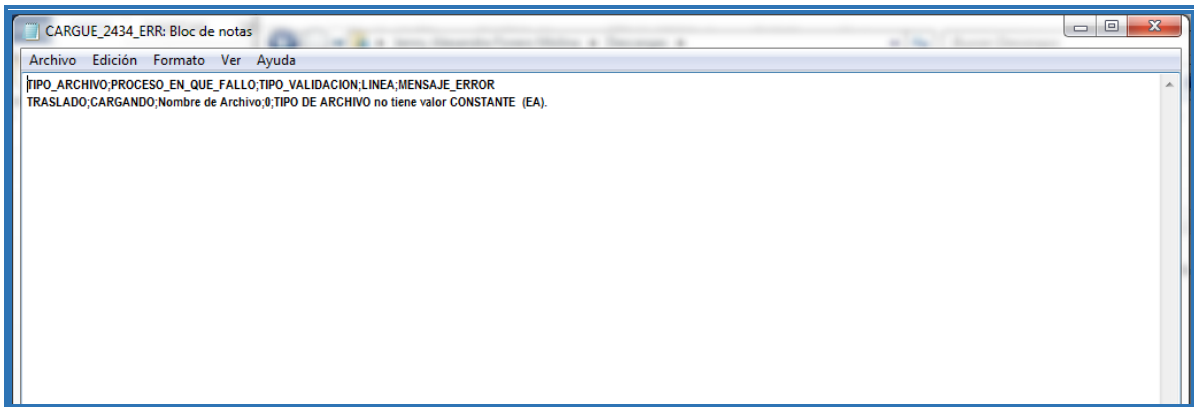 CARGUE_2434_ERR: Bloc de notas
Archivo Edición Formato Ver Ayuda
TIPO_ARCHIVO;PROCESO_EN_QUE_FALLO;TIPO_VALIDACION;LINEA;MENSAJE_ERROR
TRASLADO;CARGANDO;Nombre de Archivo;0;TIPO DE ARCHIVO no tiene valor CONSTANTE (EA).